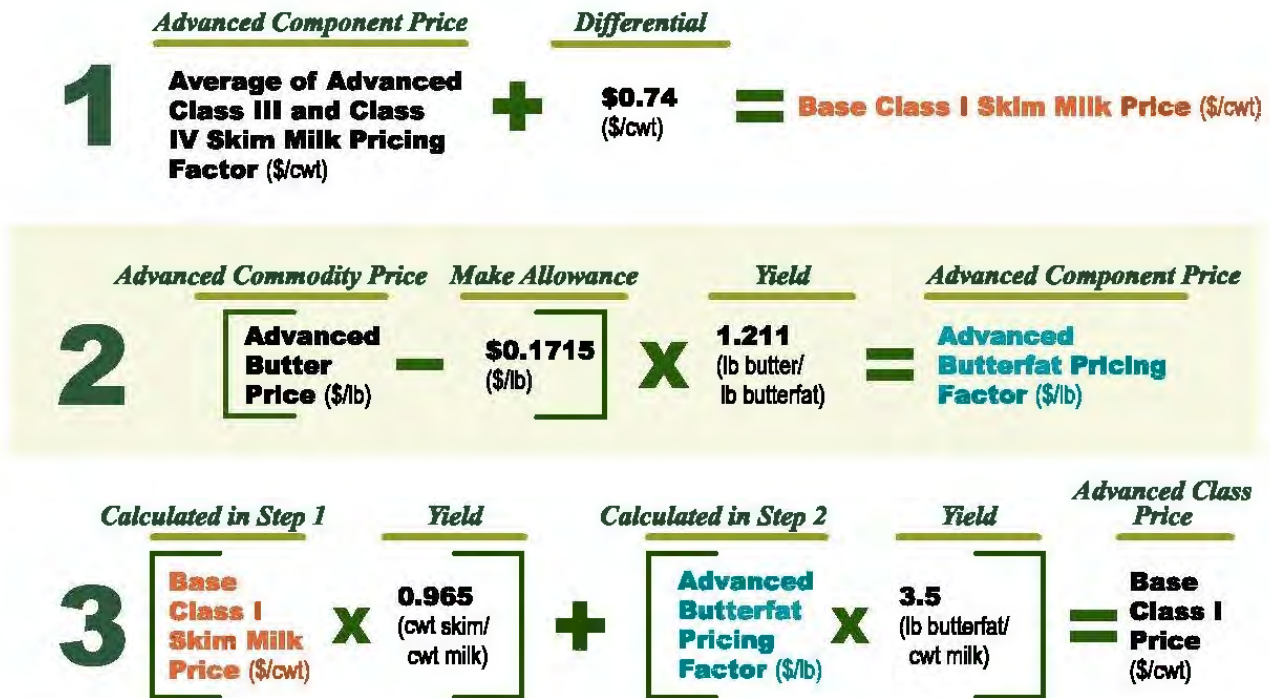 Advanced Component Price
Differential
1
Average of Advanced
Class III and Class
IV Skim Milk Pricing
Factor ($/cwt)
+
$0.74
($/cwt)
=
Base Class I Skim Milk Price ($/cwt)
Advanced Commodity Price
Make Allowance
Yield
Advanced Component Price
2
[
Advanced
Butter
Price ($/lb)
–
$0.1715
($/lb)
]
X
1.211
(lb butter/
lb butterfat)
=
Advanced
Butterfat Pricing
Factor ($/lb)
Calculated in Step 1
Yield
Calculated in Step 2
Yield
Advanced Class
Price
3
[
Base
Class I
Skim Milk
Price ($/cwt)
X
0.965
(cwt skim/
cwt milk)
]
+
[
Advanced
Butterfat
Pricing
Factor ($/lb)
X
3.5
(lb butterfat/
cwt milk)
]
=
Base
Class I
Price
($/cwt)